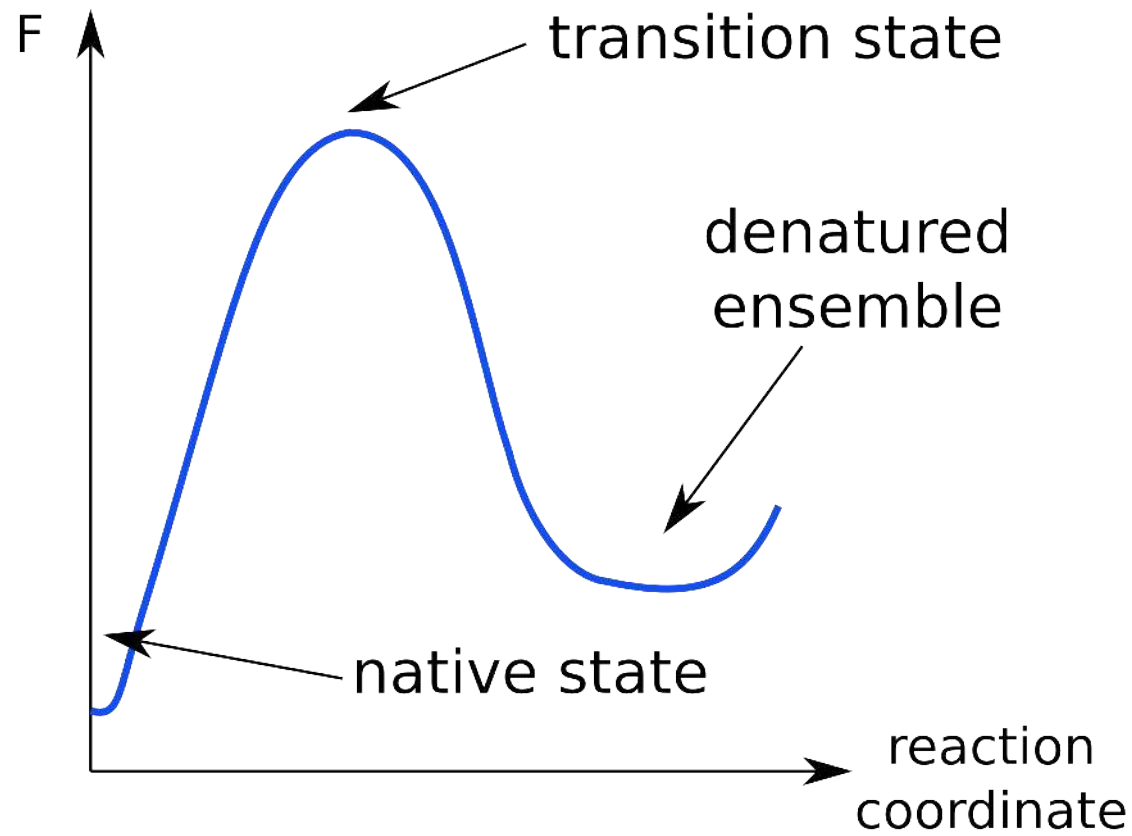 F
transition state
denatured
ensemble
native state
reaction
coordinate